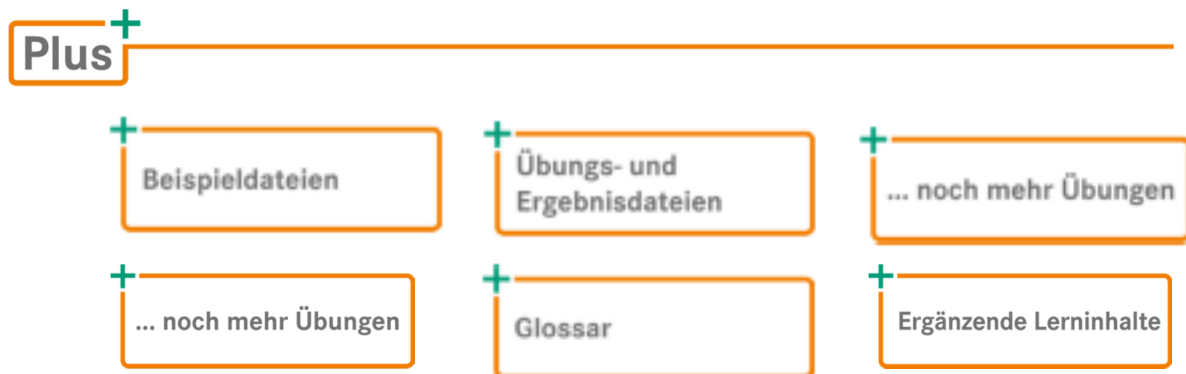 Plus
Beispieldateien
Übungs- und
Ergebnisdateien
... noch mehr Übungen
... noch mehr Übungen
Glossar
Ergänzende Lerninhalte